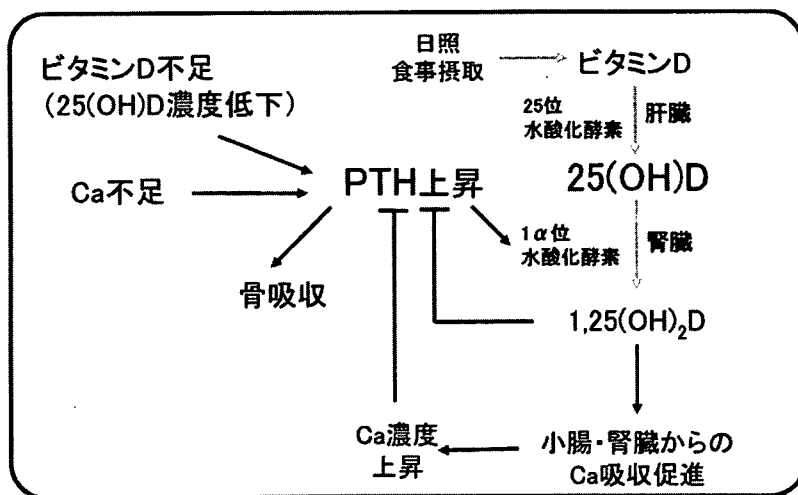 ビタミンD不足
(25(OH)D濃度低下)
Ca不足
日照
食事摂取
ビタミンD
25位
水酸化酵素
肝臓
PTH上昇
25(OH)D
1α位
水酸化酵素
腎臓
骨吸収
1,25(OH)₂D
Ca濃度
上昇
小腸・腎臓からの
Ca吸収促進